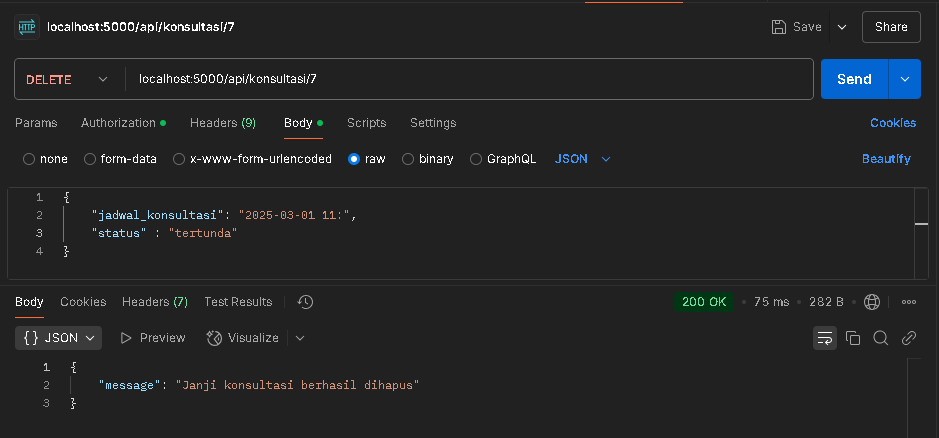 HTTP localhost:5000/api/konsultasi/7 Save Share
DELETE localhost:5000/api/konsultasi/7 Send
Params Authorization Headers (9) Body Scripts Settings Cookies
none form-data x-www-form-urlencoded raw binary GraphQL JSON Beautify
1 {
2 "jadwal_konsultasi": "2025-03-01 11:",
3 "status" : "tertunda"
4 }
Body Cookies Headers (7) Test Results 200 OK • 75 ms • 282 B •
{} JSON Preview Visualize
1 {
2 "message": "Janji konsultasi berhasil dihapus"
3 }